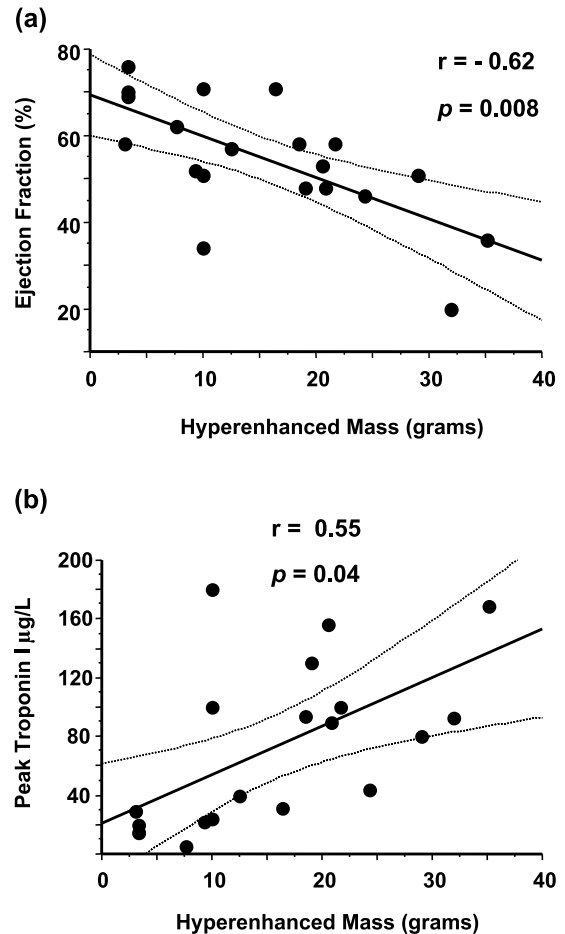 (a)
r = - 0.62
p = 0.008
Ejection Fraction (%)
80
60
40
20
0 10 20 30 40
Hyperenhanced Mass (grams)
(b)
r = 0.55
p = 0.04
Peak Troponin I µg/L
200
160
120
80
40
0 10 20 30 40
Hyperenhanced Mass (grams)